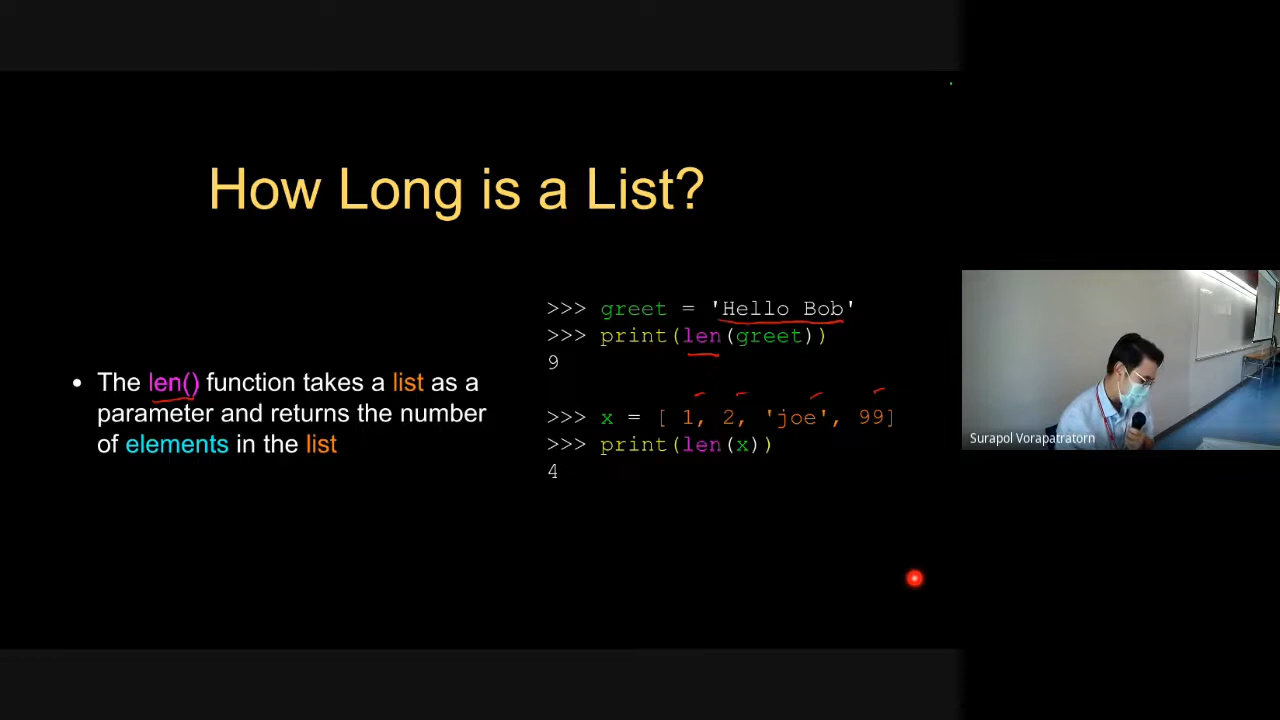 How Long is a List?
• The len() function takes a list as a
parameter and returns the number
of elements in the list
>>> greet = 'Hello Bob'
>>> print(len(greet))
9
>>> x = [ 1, 2, 'joe', 99]
>>> print(len(x))
4
Surapol Vorapatratorn